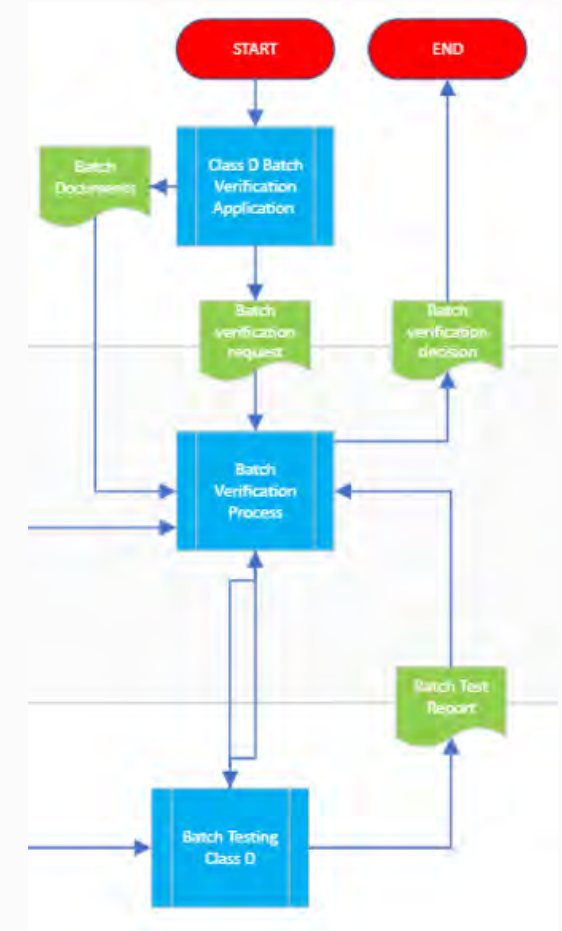 START
END
Batch
Documents
Class D Batch
Verification
Application
Batch
verification
request
Batch
verification
decision
Batch
Verification
Process
Batch Test
Report
Batch Testing
Class D